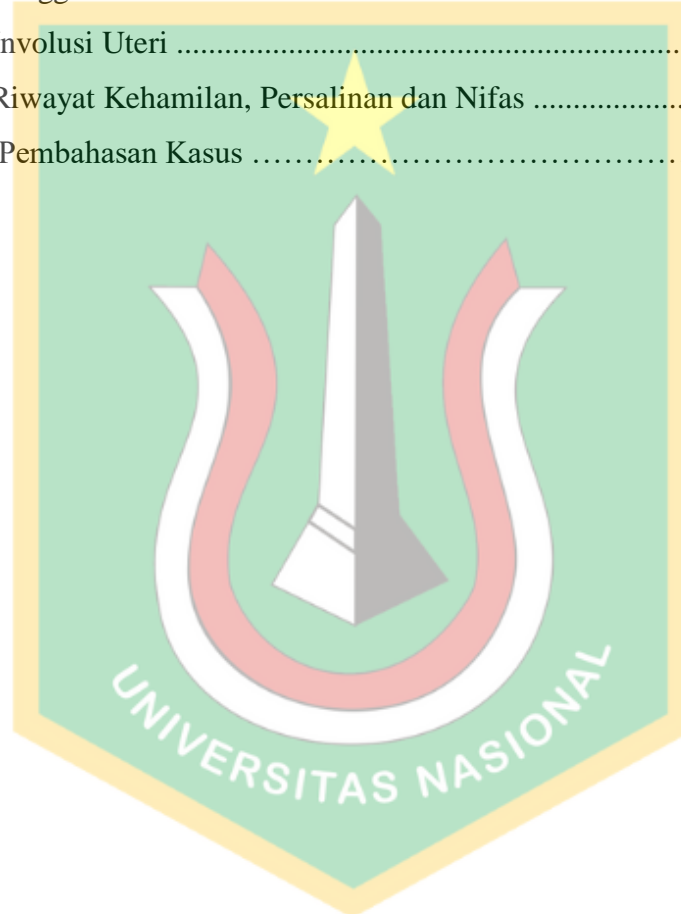 Involusi Uteri ................................................................
Riwayat Kehamilan, Persalinan dan Nifas ...................
Pembahasan Kasus ……………………………………
UNIVERSITAS NASIONAL